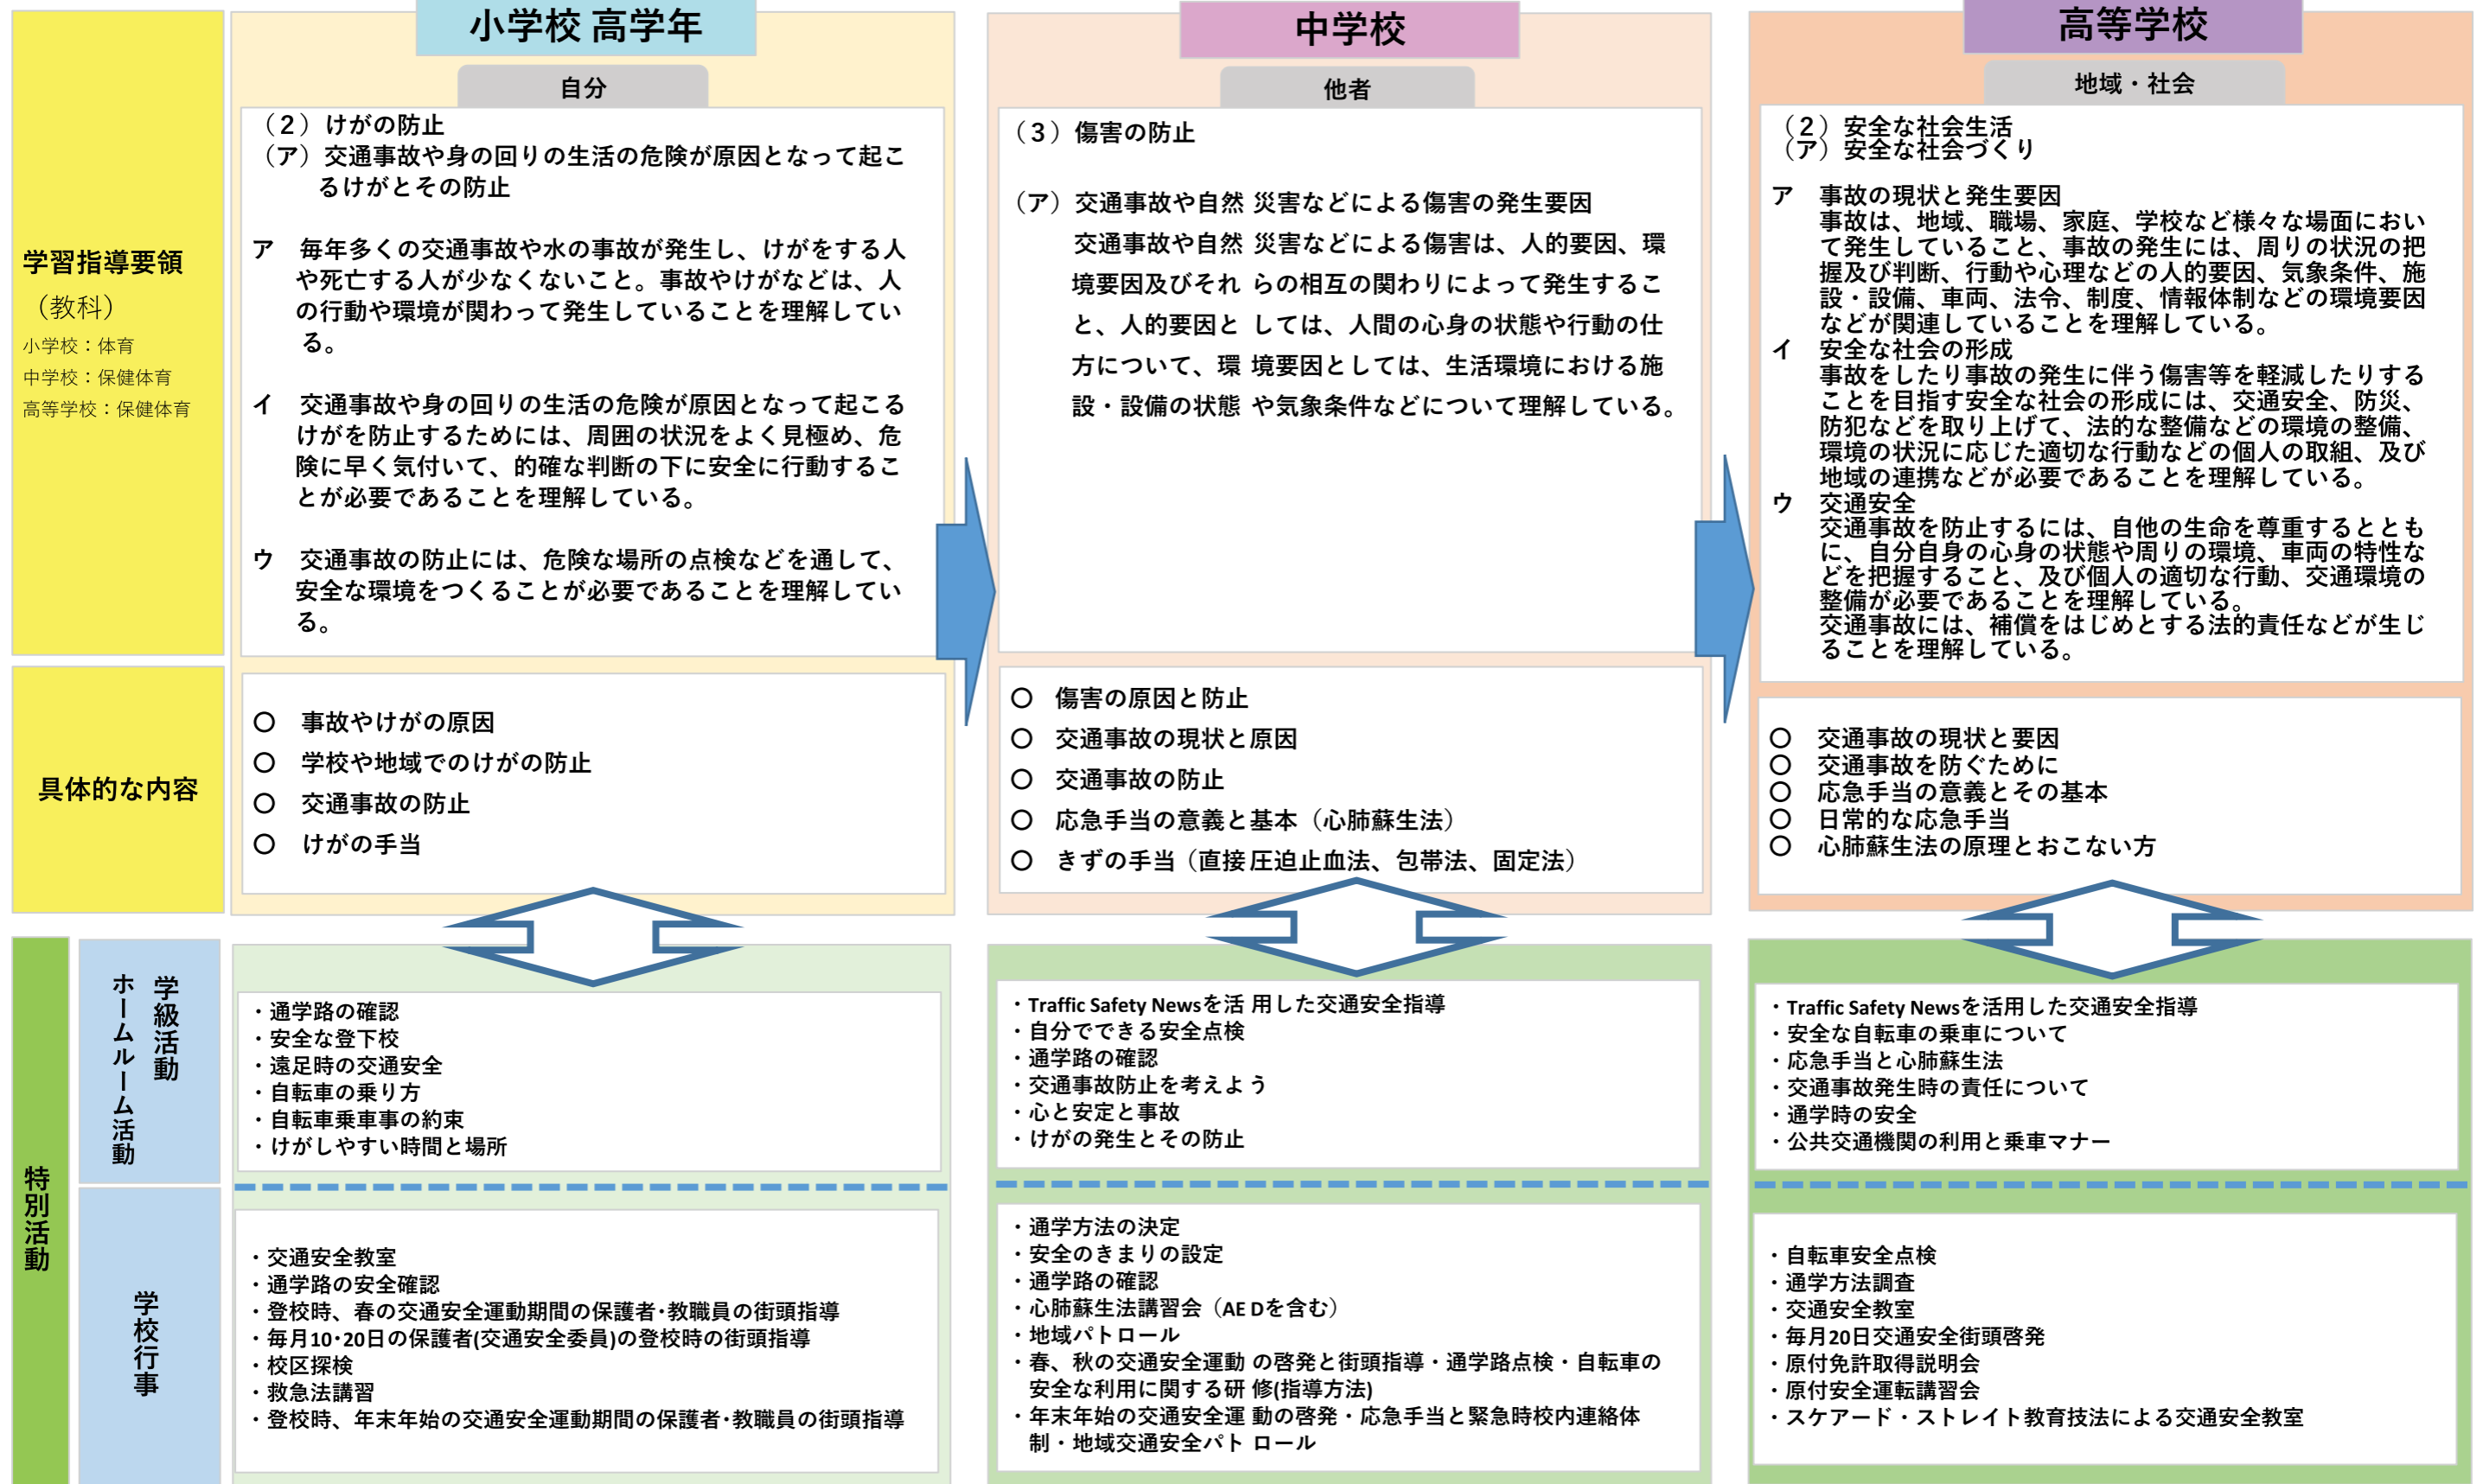 小学校 高学年
中学校
高等学校
自分
他者
地域・社会
学習指導要領
（教科）
小学校：体育
中学校：保健体育
高等学校：保健体育
（２）けがの防止
（ア）交通事故や身の回りの生活の危険が原因となって起こ
るけがとその防止
ア　毎年多くの交通事故や水の事故が発生し、けがをする人
や死亡する人が少なくないこと。事故やけがなどは、人
の行動や環境が関わって発生していることを理解してい
る。
イ　交通事故や身の回りの生活の危険が原因となって起こる
けがを防止するためには、周囲の状況をよく見極め、危
険に早く気付いて、的確な判断の下に安全に行動するこ
とが必要であることを理解している。
ウ　交通事故の防止には、危険な場所の点検などを通して、
安全な環境をつくることが必要であることを理解してい
る。
（３）傷害の防止
（ア）交通事故や自然 災害などによる傷害の発生要因
交通事故や自然 災害などによる傷害は、人的要因、環
境要因及びそれ らの相互の関わりによって発生するこ
と、人的要因と しては、人間の心身の状態や行動の仕
方について、環 境要因としては、生活環境における施
設・設備の状態 や気象条件などについて理解している。
（２）安全な社会生活
（ア）安全な社会づくり
ア　事故の現状と発生要因
事故は、地域、職場、家庭、学校など様々な場面におい
て発生していること、事故の発生には、周りの状況の把
握及び判断、行動や心理などの人的要因、気象条件、施
設・設備、車両、法令、制度、情報体制などの環境要因
などが関連していることを理解している。
イ　安全な社会の形成
事故をしたり事故の発生に伴う傷害等を軽減したりする
ことを目指す安全な社会の形成には、交通安全、防災、
防犯などを取り上げて、法的な整備などの環境の整備、
環境の状況に応じた適切な行動などの個人の取組、及び
地域の連携などが必要であることを理解している。
ウ　交通安全
交通事故を防止するには、自他の生命を尊重するととも
に、自分自身の心身の状態や周りの環境、車両の特性な
どを把握すること、及び個人の適切な行動、交通環境の
整備が必要であることを理解している。
交通事故には、補償をはじめとする法的責任などが生じ
ることを理解している。
具体的な内容
〇　事故やけがの原因
〇　学校や地域でのけがの防止
〇　交通事故の防止
〇　けがの手当
〇　傷害の原因と防止
〇　交通事故の現状と原因
〇　交通事故の防止
〇　応急手当の意義と基本（心肺蘇生法）
〇　きずの手当（直接圧迫止血法、包帯法、固定法）
〇　交通事故の現状と要因
〇　交通事故を防ぐために
〇　応急手当の意義とその基本
〇　日常的な応急手当
〇　心肺蘇生法の原理とおこない方
特別活動
学級活動
ホームルーム活動
・通学路の確認
・安全な登下校
・遠足時の交通安全
・自転車の乗り方
・自転車乗車事の約束
・けがしやすい時間と場所
・Traffic Safety Newsを活 用した交通安全指導
・自分でできる安全点検
・通学路の確認
・交通事故防止を考えよう
・心と安定と事故
・けがの発生とその防止
・Traffic Safety Newsを活用した交通安全指導
・安全な自転車の乗車について
・応急手当と心肺蘇生法
・交通事故発生時の責任について
・通学時の安全
・公共交通機関の利用と乗車マナー
学校行事
・交通安全教室
・通学路の安全確認
・登校時、春の交通安全運動期間の保護者･教職員の街頭指導
・毎月10･20日の保護者(交通安全委員)の登校時の街頭指導
・校区探検
・救急法講習
・登校時、年末年始の交通安全運動期間の保護者･教職員の街頭指導
・通学方法の決定
・安全のきまりの設定
・通学路の確認
・心肺蘇生法講習会（AE Dを含む）
・地域パトロール
・春、秋の交通安全運動 の啓発と街頭指導・通学路点検・自転車の
安全な利用に関する研 修(指導方法)
・年末年始の交通安全運 動の啓発・応急手当と緊急時校内連絡体
制・地域交通安全パト ロール
・自転車安全点検
・通学方法調査
・交通安全教室
・毎月20日交通安全街頭啓発
・原付免許取得説明会
・原付安全運転講習会
・スケアード・ストレイト教育技法による交通安全教室